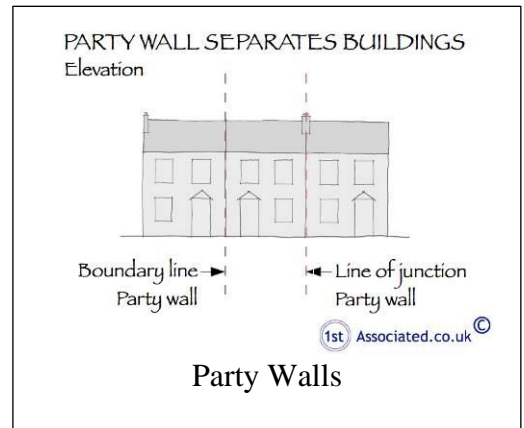 PARTY WALL SEPARATES BUILDINGS
Elevation
Boundary line
Party wall
Line of junction
Party wall
1st Associated.co.uk ©
Party Walls